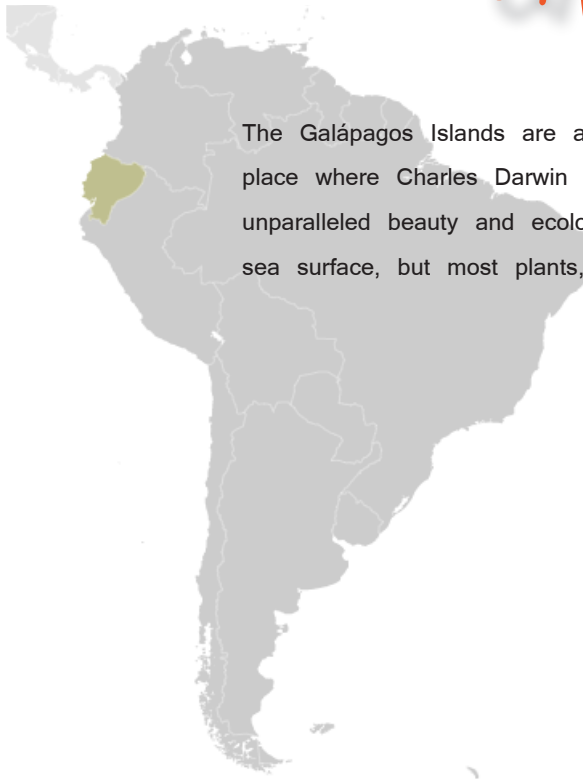 The Galápagos Islands are a
place where Charles Darwin
unparalleled beauty and ecolo
sea surface, but most plants,